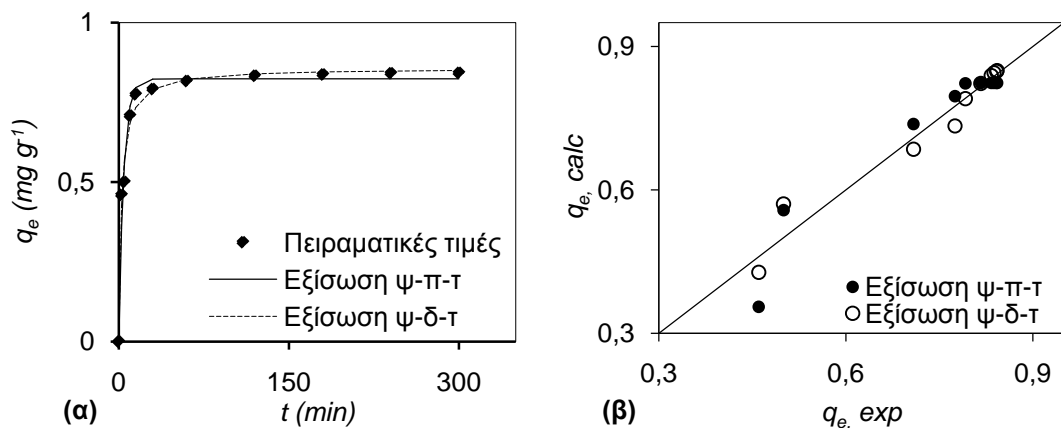 1
0,5
0
q_e (mg g⁻¹)
Πειραματικές τιμές
Εξίσωση ψ-π-τ
Εξίσωση ψ-δ-τ
0 150 300
(α) t (min)
0,9
0,6
0,3
q_e, calc
Εξίσωση ψ-π-τ
Εξίσωση ψ-δ-τ
0,3 0,6 0,9
(β) q_e, exp